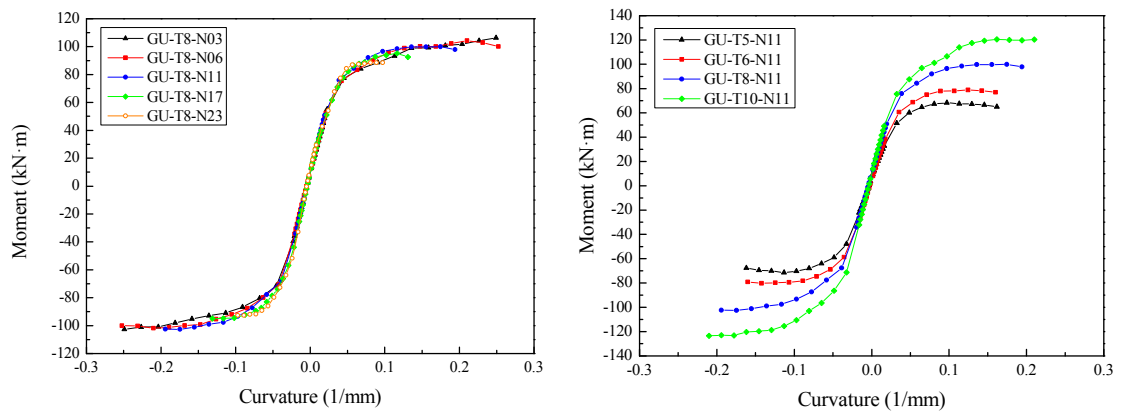 120
100
80
60
40
20
0
-20
-40
-60
-80
-100
-120
Moment (kN·m)
GU-T8-N03
GU-T8-N06
GU-T8-N11
GU-T8-N17
GU-T8-N23
-0.3 -0.2 -0.1 0.0 0.1 0.2 0.3
Curvature (1/mm)
140
120
100
80
60
40
20
0
-20
-40
-60
-80
-100
-120
-140
Moment (kN·m)
GU-T5-N11
GU-T6-N11
GU-T8-N11
GU-T10-N11
-0.3 -0.2 -0.1 0.0 0.1 0.2 0.3
Curvature (1/mm)